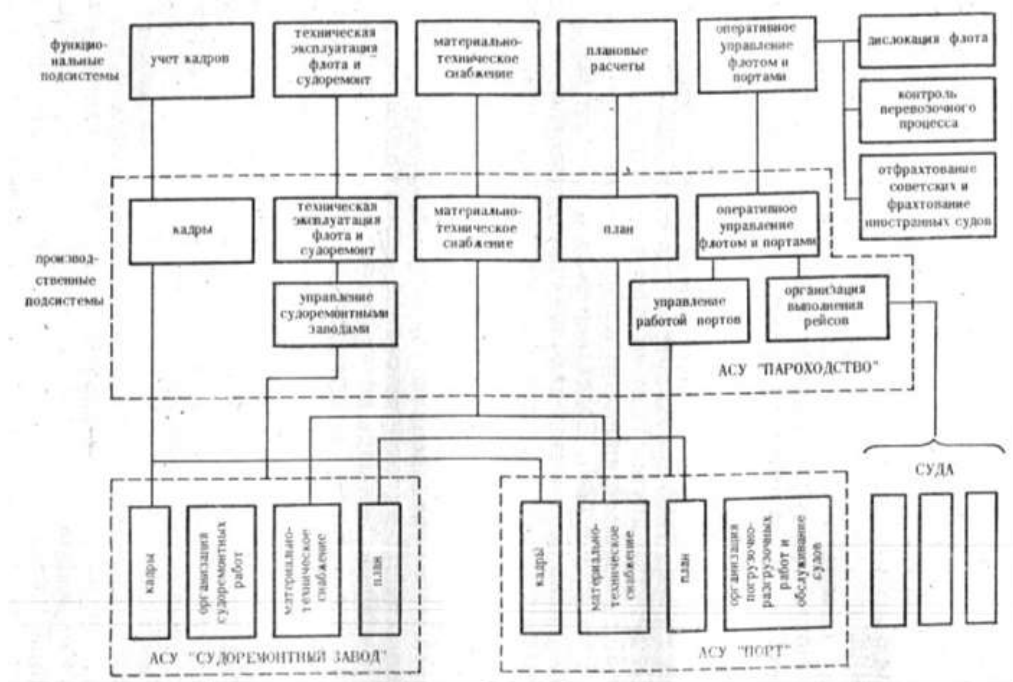 функцио-
нальные
подсистемы
учет кадров
техническая
эксплуатация
флота и
судоремонт
материально-
техническое
снабжение
плановые
расчеты
оперативное
управление
флотом и
портами
дислокация флота
контроль
перевозочного
процесса
отфрахтование
советских и
фрахтование
иностранных судов
производ-
ственные
подсистемы
кадры
техническая
эксплуатация
флота и
судоремонт
материально-
техническое
снабжение
план
оперативное
управление
флотом и портами
управление
судоремонтными
заводами
управление
работой портов
организация
выполнения
рейсов
АСУ "ПАРОХОДСТВО"
СУДА
кадры
организация
судоремонтных
работ
материально-
техническое
снабжение
план
АСУ "СУДОРЕМОНТНЫЙ ЗАВОД"
кадры
материально-
техническое
снабжение
план
организация
погрузочно-
разгрузочных
работ и
обслуживание
судов
АСУ "ПОРТ"